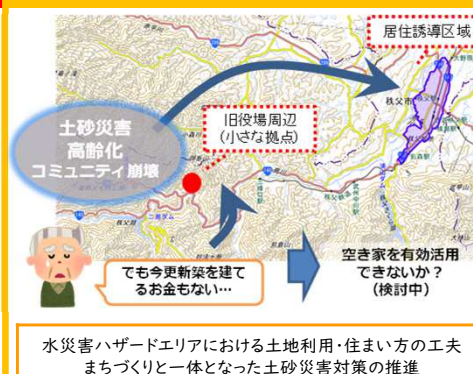 居住誘導区域
秩父市
旧役場周辺
(小さな拠点)
土砂災害
高齢化
コミュニティ崩壊
でも今更新築を建て
るお金もない…
空き家を有効活用
できないか？
(検討中)
水災害ハザードエリアにおける土地利用・住まい方の工夫
まちづくりと一体となった土砂災害対策の推進